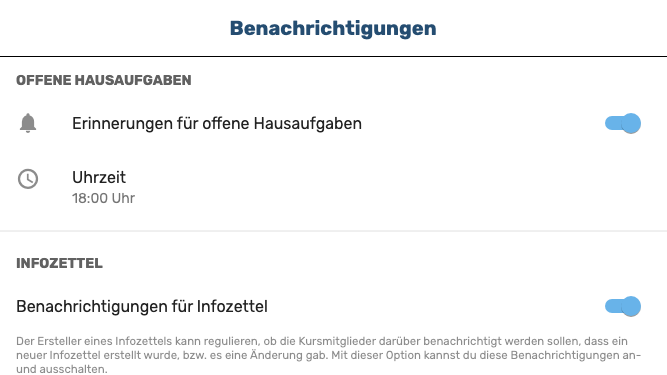 Benachrichtigungen
OFFENE HAUSAUFGABEN
Erinnerungen für offene Hausaufgaben
Uhrzeit
18:00 Uhr
INFOZETTEL
Benachrichtigungen für Infozettel
Der Ersteller eines Infozettels kann regulieren, ob die Kursmitglieder darüber benachrichtigt werden sollen, dass ein
neuer Infozettel erstellt wurde, bzw. es eine Änderung gab. Mit dieser Option kannst du diese Benachrichtigungen an-
und ausschalten.